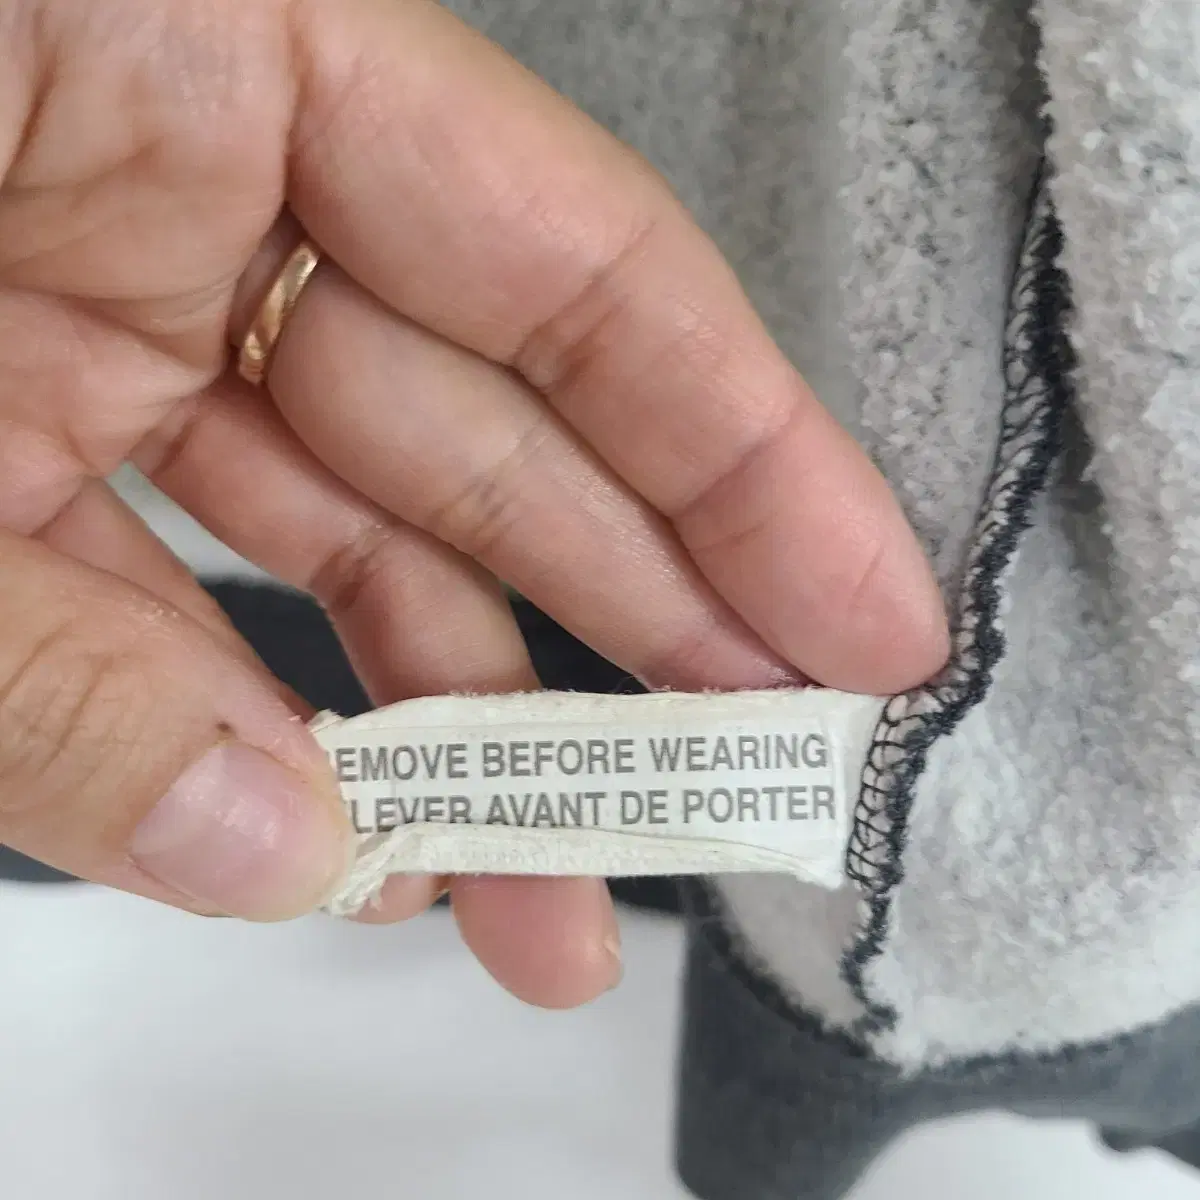 EMOVE BEFORE WEARING
LEVER AVANT DE PORTER